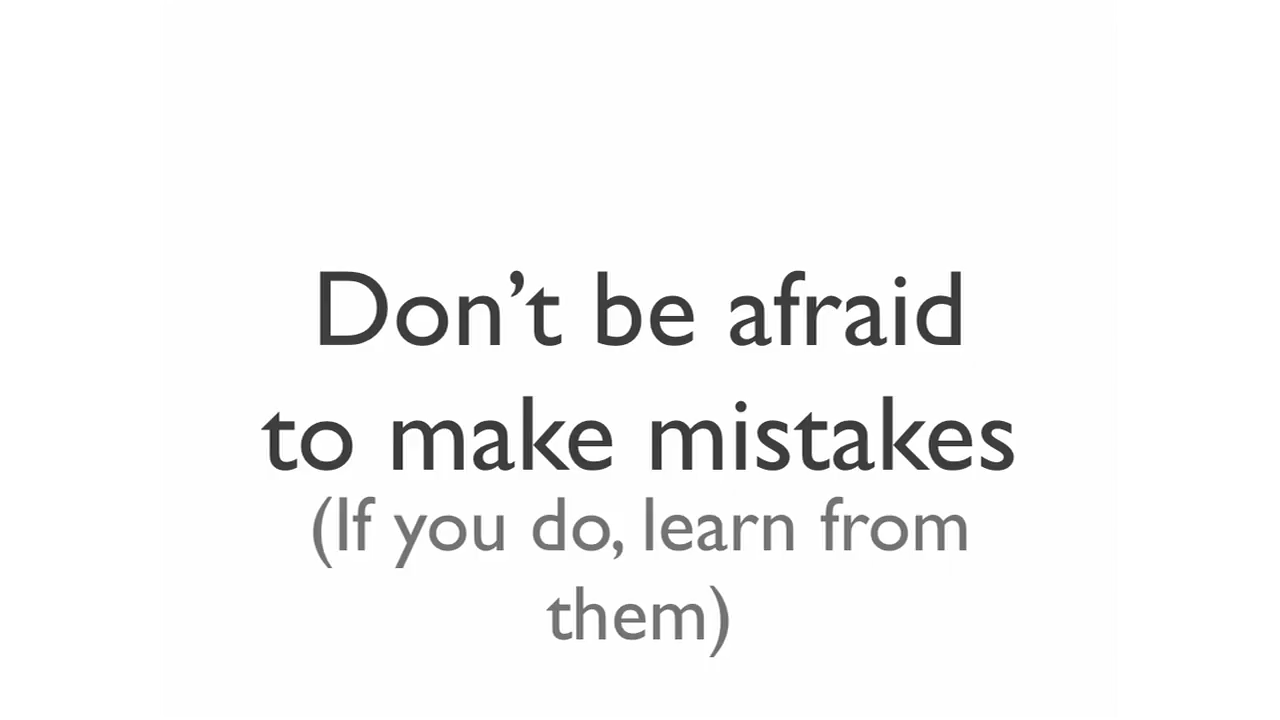 Don’t be afraid
to make mistakes
(If you do, learn from
them)